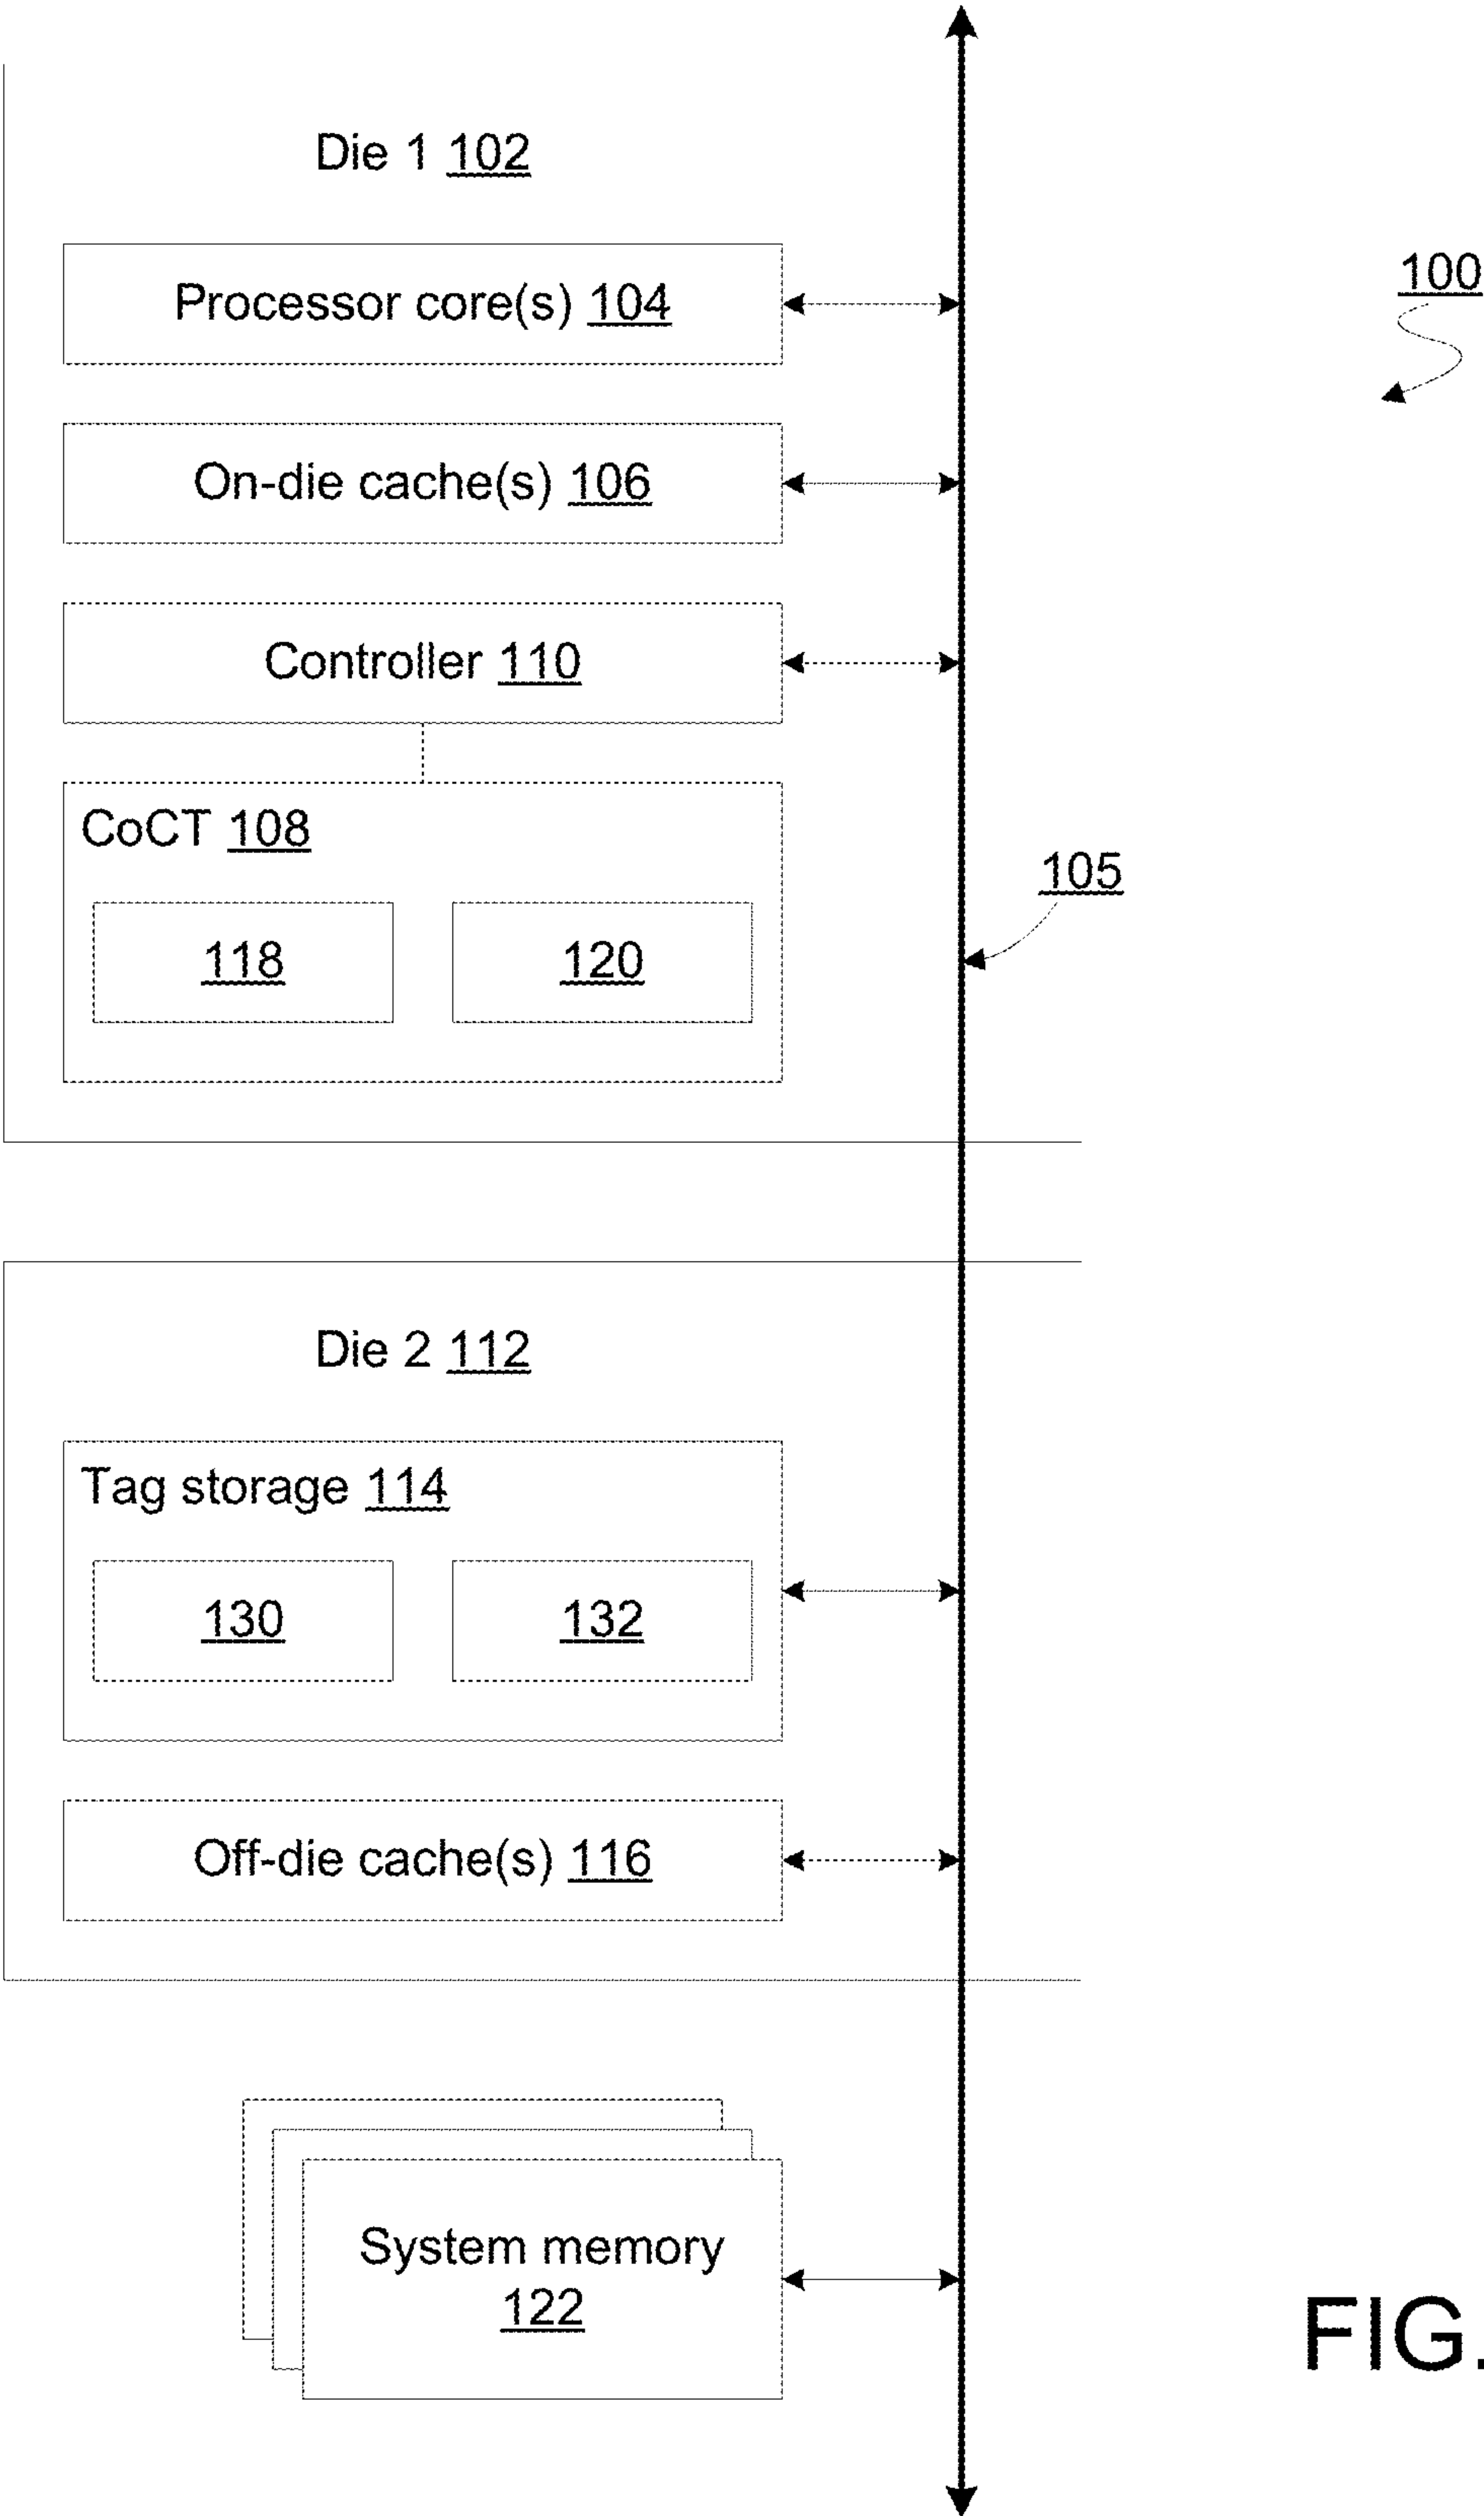 Die 1 102
Processor core(s) 104
100
On-die cache(s) 106
Controller 110
CoCT 108
105
118
120
Die 2 112
Tag storage 114
130
132
Off-die cache(s) 116
System memory
122
FIG.